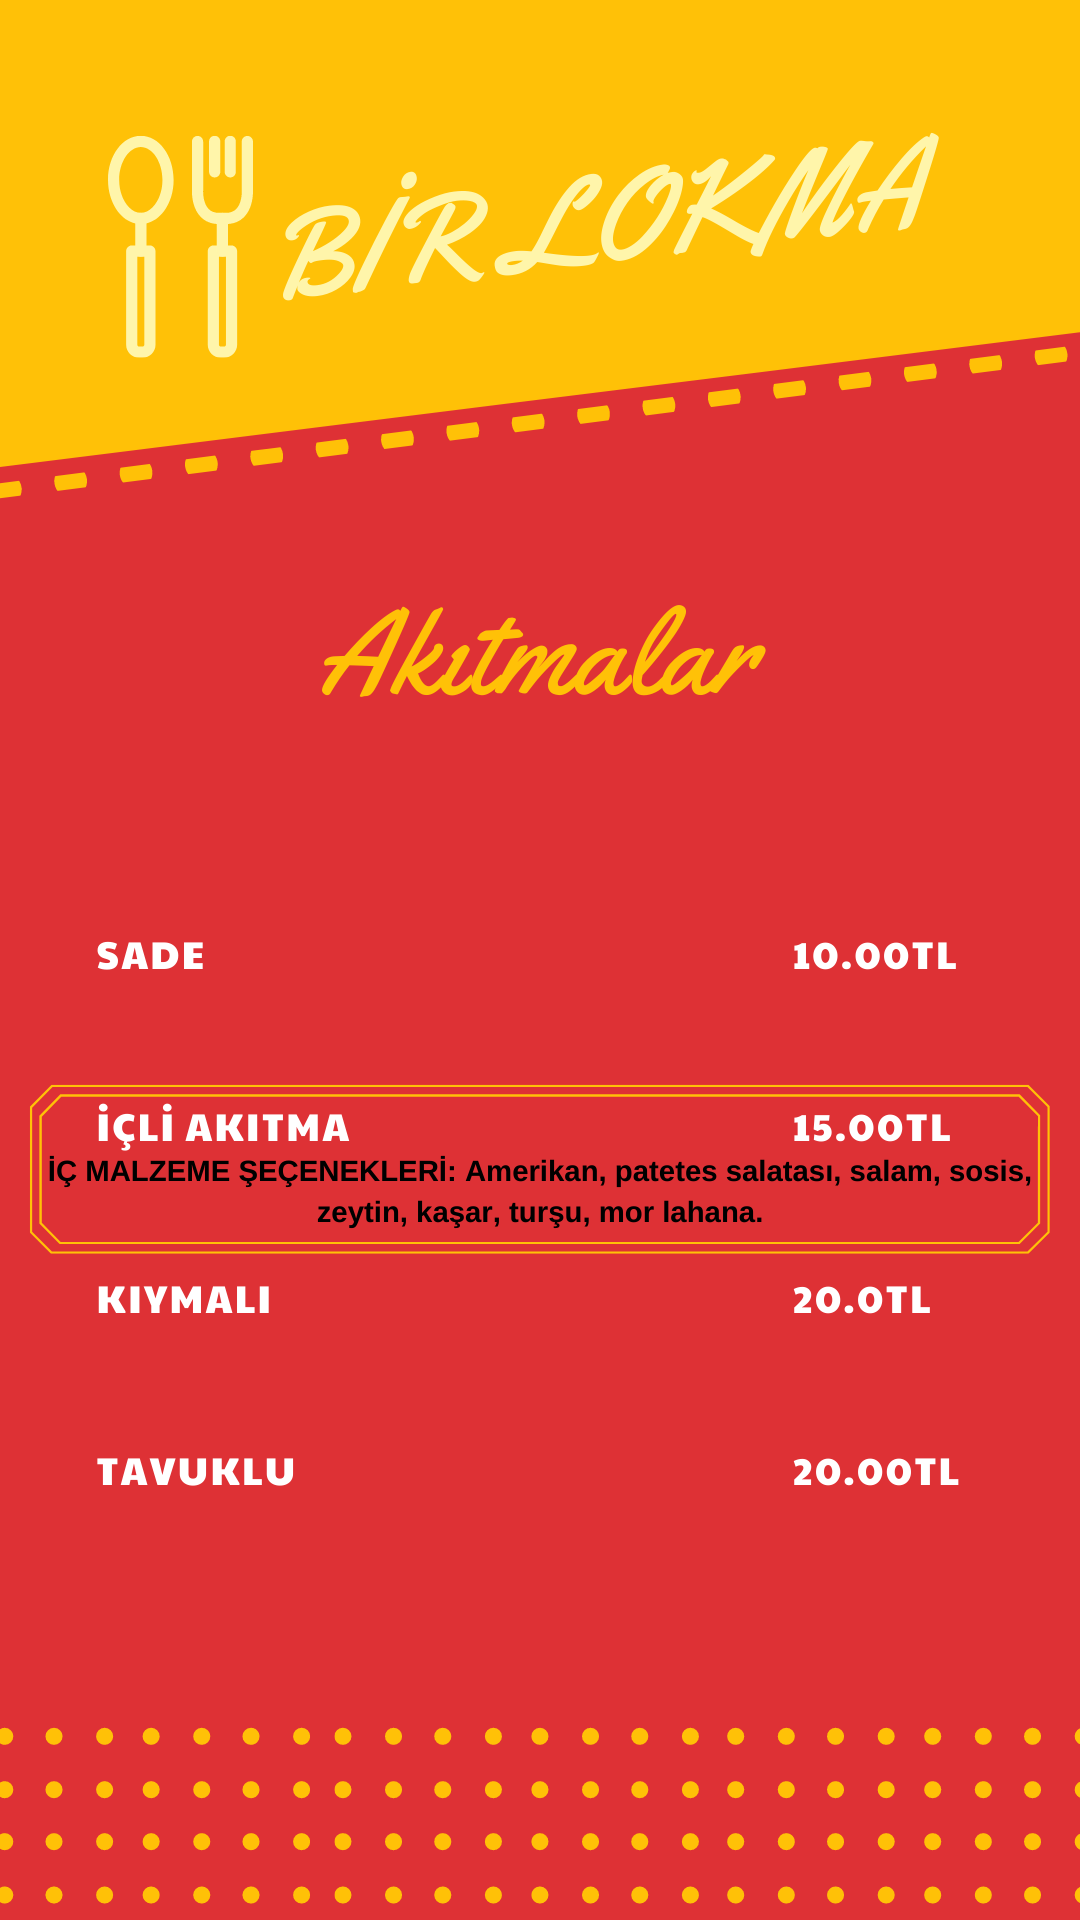 BİR LOKMA
Akıtmalar
SADE 10.00TL
İÇLİ AKITMA 15.00TL
İÇ MALZEME ŞEÇENEKLERİ: Amerikan, patetes salatası, salam, sosis,
zeytin, kaşar, turşu, mor lahana.
KIYMALI 20.0TL
TAVUKLU 20.00TL